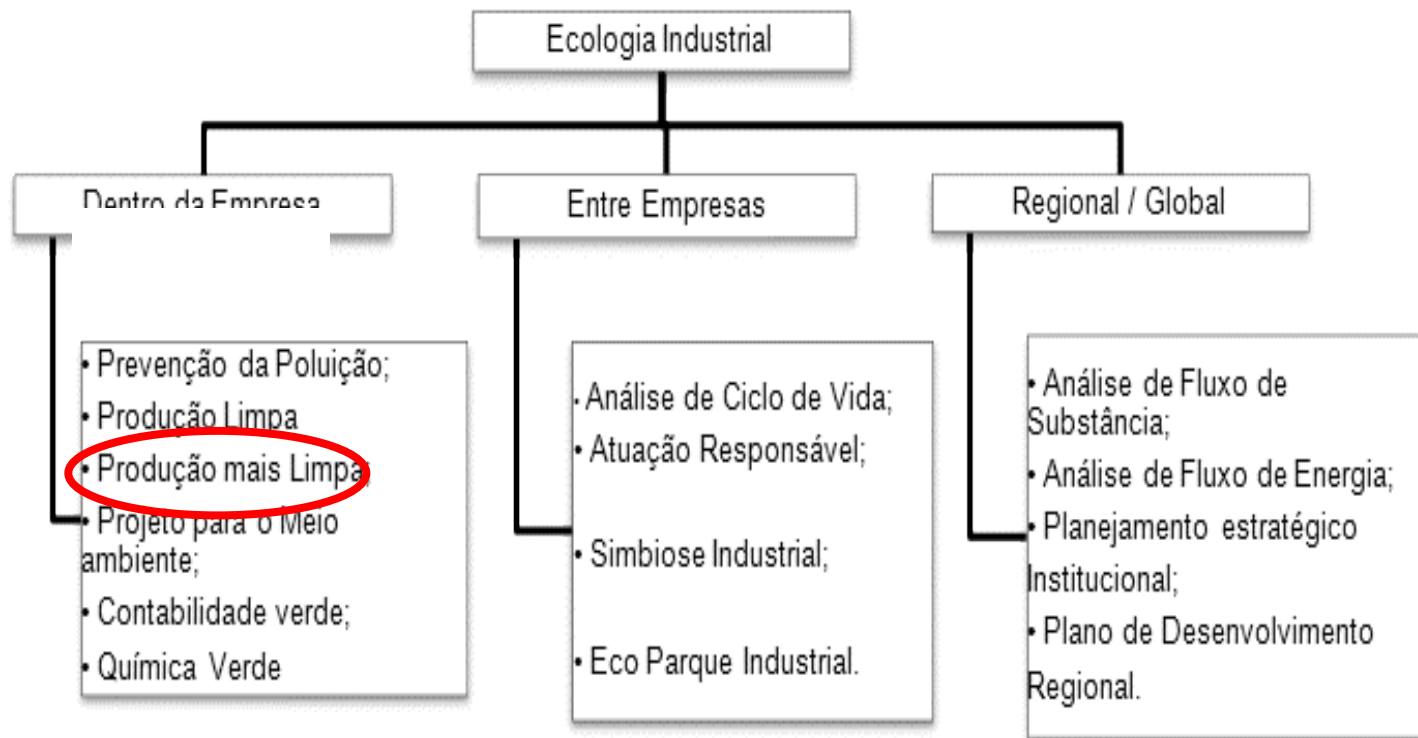 Ecologia Industrial
Dentro da Empresa
Entre Empresas
Regional / Global
• Prevenção da Poluição;
• Produção Limpa
• Produção mais Limpa;
• Projeto para o Meio
ambiente;
• Contabilidade verde;
• Química Verde
• Análise de Ciclo de Vida;
• Atuação Responsável;
• Simbiose Industrial;
• Eco Parque Industrial.
• Análise de Fluxo de
Substância;
• Análise de Fluxo de Energia;
• Planejamento estratégico
Institucional;
• Plano de Desenvolvimento
Regional.